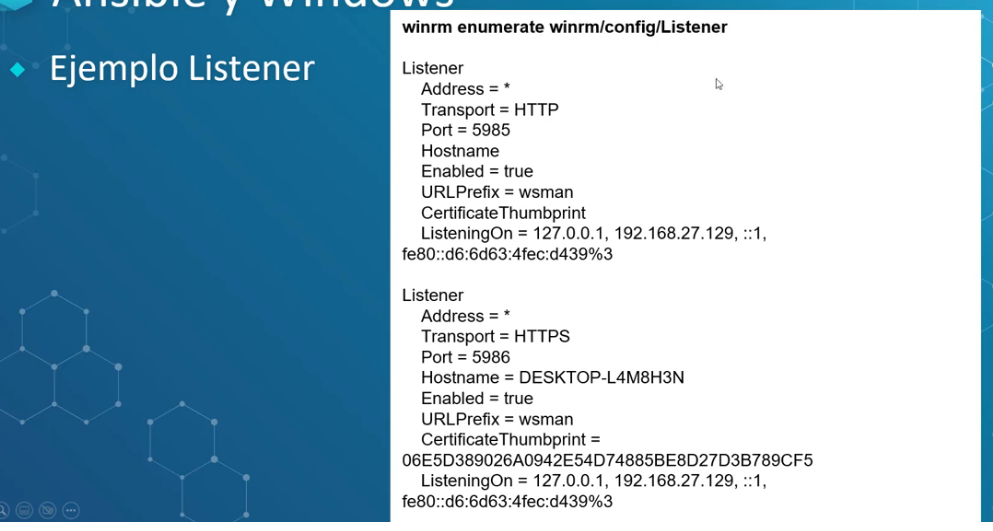 Ansible y Windows
Ejemplo Listener
winrm enumerate winrm/config/Listener
Listener
Address = *
Transport = HTTP
Port = 5985
Hostname
Enabled = true
URLPrefix = wsman
CertificateThumbprint
ListeningOn = 127.0.0.1, 192.168.27.129, ::1,
fe80::d6:6d63:4fec:d439%3
Listener
Address = *
Transport = HTTPS
Port = 5986
Hostname = DESKTOP-L4M8H3N
Enabled = true
URLPrefix = wsman
CertificateThumbprint =
06E5D389026A0942E54D74885BE8D27D3B789CF5
ListeningOn = 127.0.0.1, 192.168.27.129, ::1,
fe80::d6:6d63:4fec:d439%3